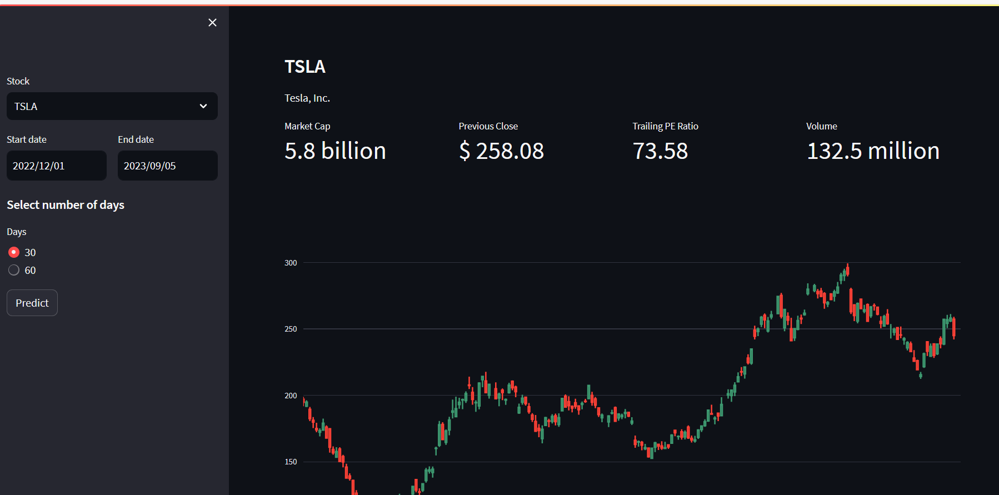 Stock
TSLA
Start date
End date
2022/12/01
2023/09/05
Select number of days
Days
30
60
Predict
TSLA
Tesla, Inc.
Market Cap
Previous Close
Trailing PE Ratio
Volume
5.8 billion
$ 258.08
73.58
132.5 million
300
250
200
150